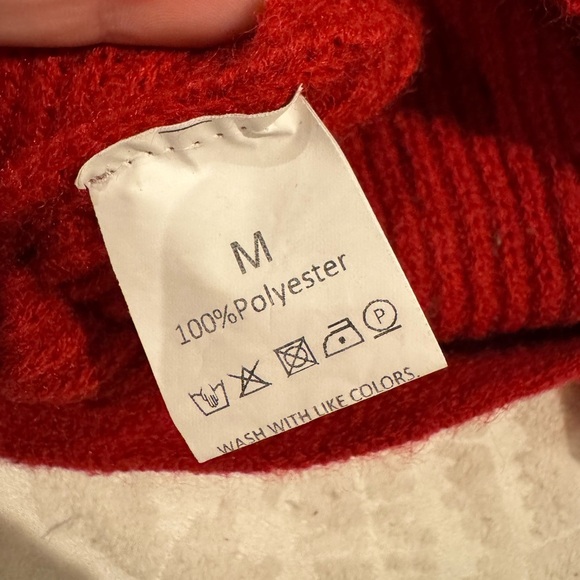 M
100%Polyester
P
WASH WITH LIKE COLORS.